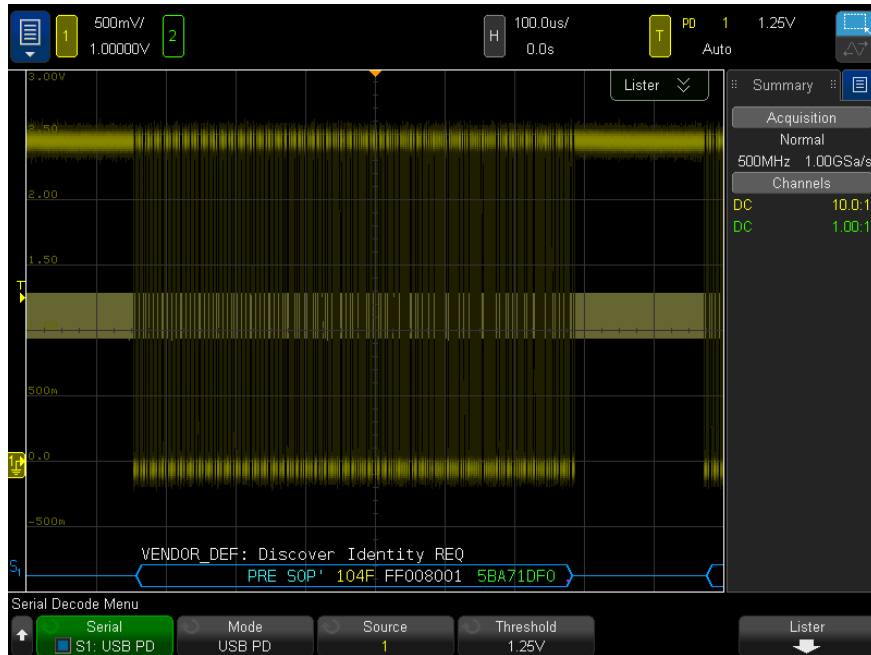 1 500mV/ 1.00000V 2 H 100.0us/ 0.0s T PD 1 1.25V Auto
Lister
Summary
Acquisition
Normal
500MHz 1.00GSa/s
Channels
DC 10.0:1
DC 1.00:1
3.00V
2.50
2.00
1.50
T
500m
1 0.0
-500m
VENDOR_DEF: Discover Identity REQ
S1 PRE SOP' 104F FF008001 5BA71DF0
Serial Decode Menu
Serial Mode Source Threshold Lister
S1: USB PD USB PD 1 1.25V